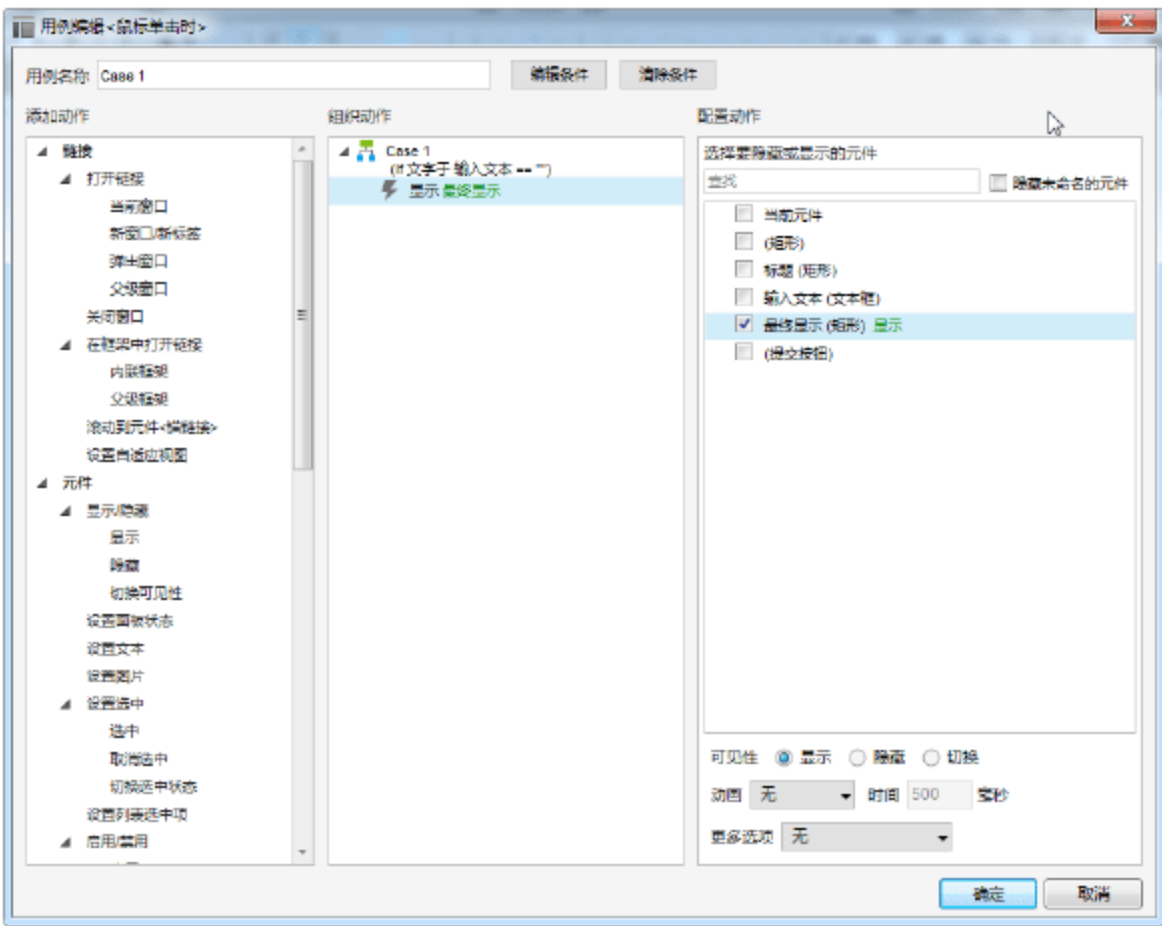 用例编辑<鼠标单击时>
用例名称 Case 1 编辑条件 清除条件
添加动作 组织动作 配置动作
链接
打开链接
当前窗口
新窗口/新标签
弹出窗口
父级窗口
关闭窗口
在框架中打开链接
内联框架
父级框架
滚动到元件<锚链接>
设置自适应视图
元件
显示/隐藏
显示
隐藏
切换可见性
设置面板状态
设置文本
设置图片
设置选中
选中
取消选中
切换选中状态
设置列表选中项
启用/禁用
Case 1
(If 文字于 输入文本 == "")
显示 最终显示
选择要隐藏或显示的元件
查找 隐藏未命名的元件
当前元件
(矩形)
标题 (矩形)
输入文本 (文本框)
最终显示 (矩形) 显示
(提交按钮)
可见性 显示 隐藏 切换
动画 无 时间 500 毫秒
更多选项 无
确定 取消